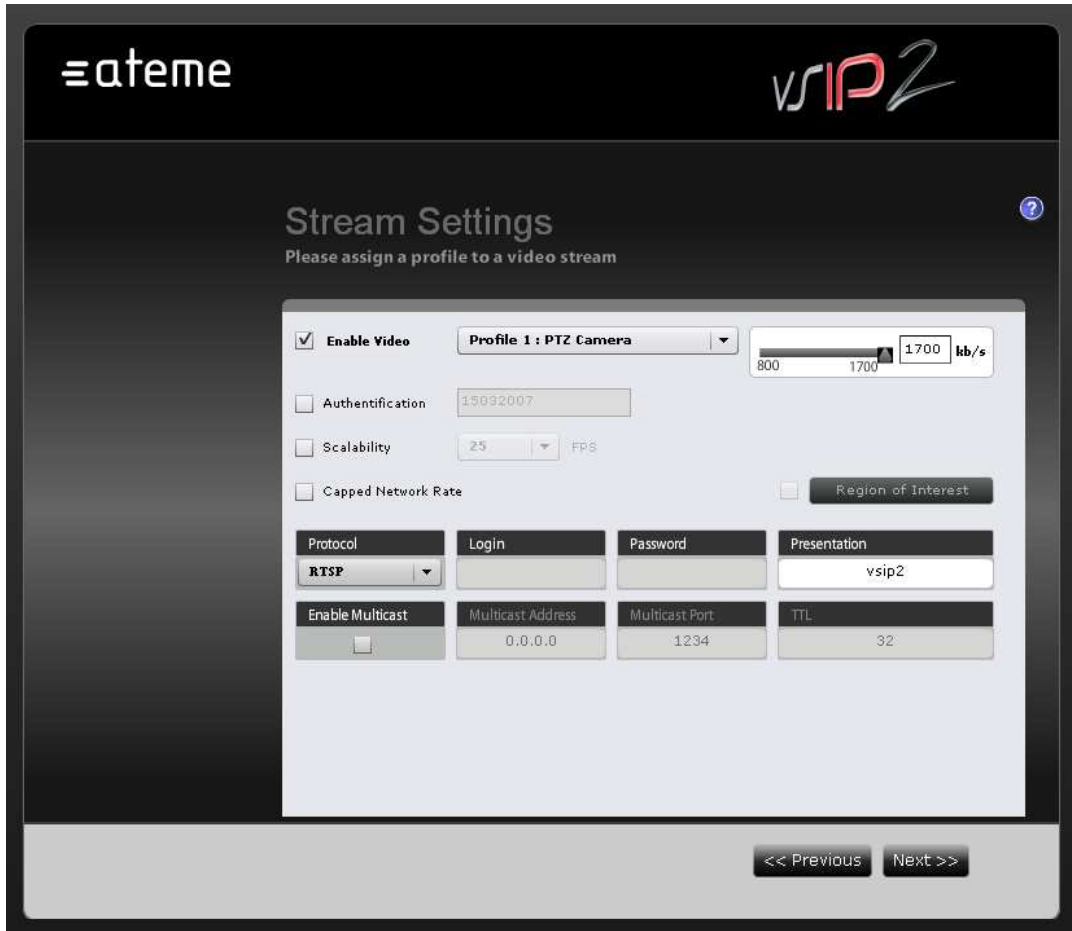 ateme
vsIP2
Stream Settings
?
Please assign a profile to a video stream
Enable Video
Profile 1 : PTZ Camera
800
1700
1700
kb/s
Authentification
15032007
Scalability
25
FPS
Capped Network Rate
Region of Interest
Protocol Login Password Presentation
RTSP vsip2
Enable Multicast Multicast Address Multicast Port TTL
0.0.0.0 1234 32
<< Previous Next >>